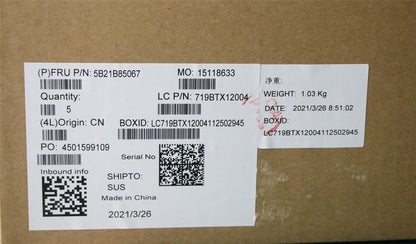 (P)FRU P/N: 5B21B85067
MO: 15118633
Quantity:
5
LC P/N: 719BTX12004
(4L)Origin: CN
BOXID: LC719BTX12004112502945
PO: 4501599109
Serial No
Inbound info
SHIPTO:
SUS
Made in China
2021/3/26
净重:
WEIGHT: 1.03 Kg
DATE: 2021/3/26 8:51:02
BOXID:
LC719BTX12004112502945